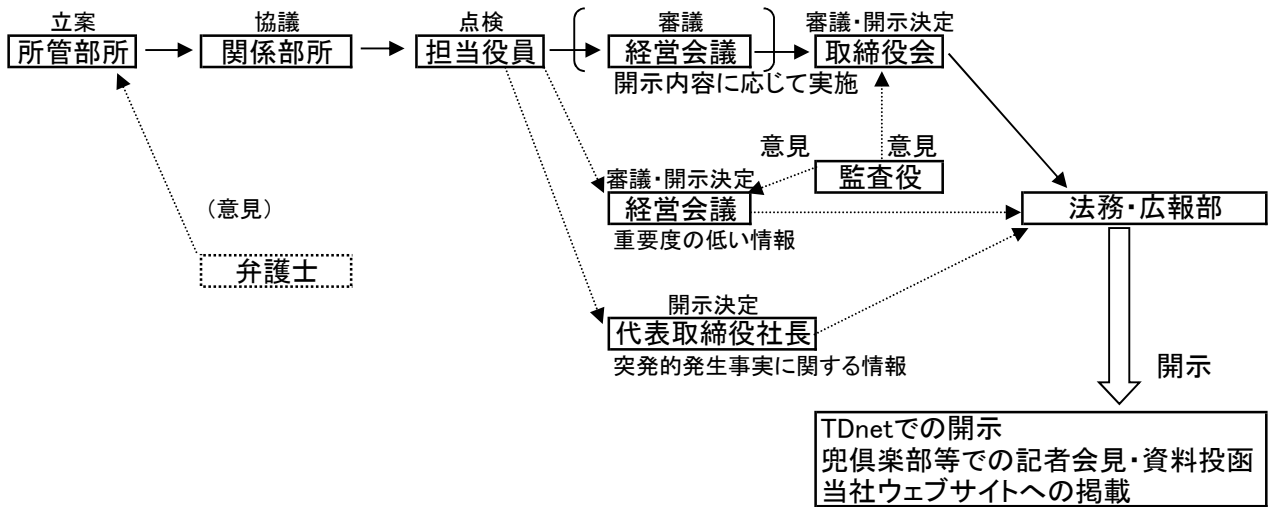 立案
所管部所
協議
関係部所
点検
担当役員
審議
経営会議
開示内容に応じて実施
審議・開示決定
取締役会
意見
意見
監査役
審議・開示決定
経営会議
重要度の低い情報
法務・広報部
（意見）
弁護士
開示決定
代表取締役社長
突発的発生事実に関する情報
開示
TDnetでの開示
兜倶楽部等での記者会見・資料投函
当社ウェブサイトへの掲載